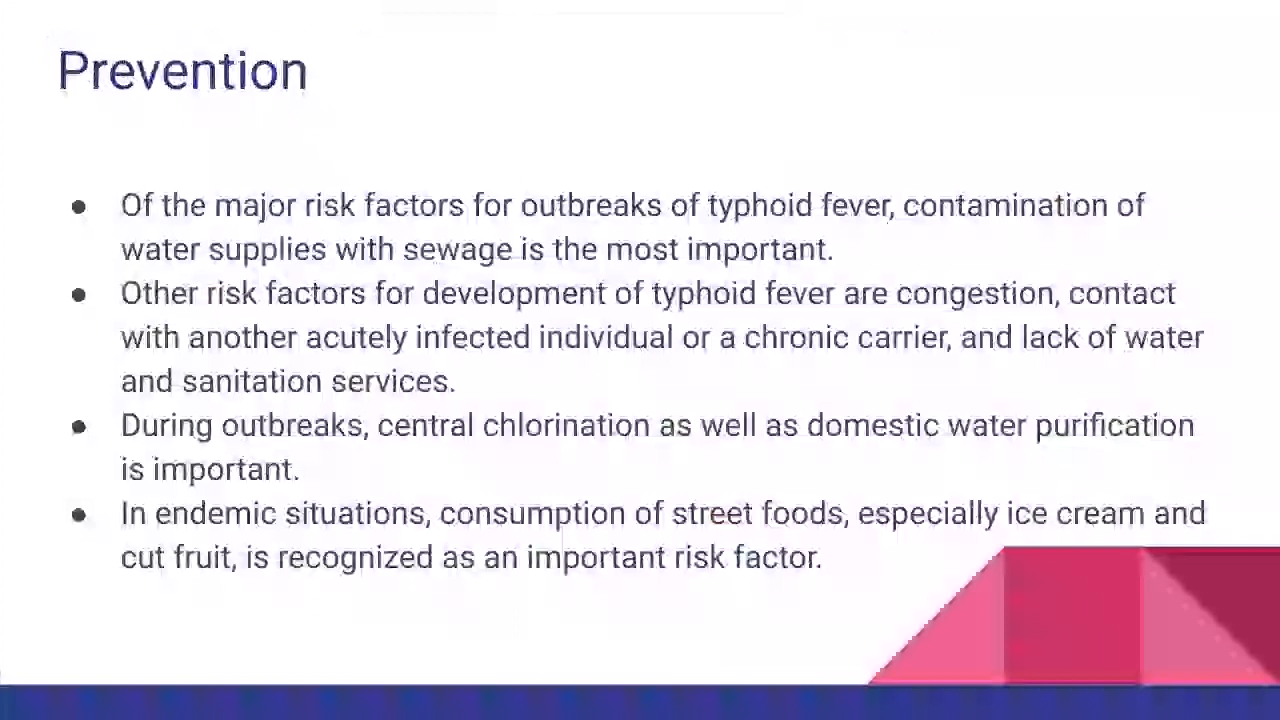 Prevention
● Of the major risk factors for outbreaks of typhoid fever, contamination of
water supplies with sewage is the most important.
● Other risk factors for development of typhoid fever are congestion, contact
with another acutely infected individual or a chronic carrier, and lack of water
and sanitation services.
● During outbreaks, central chlorination as well as domestic water purification
is important.
● In endemic situations, consumption of street foods, especially ice cream and
cut fruit, is recognized as an important risk factor.